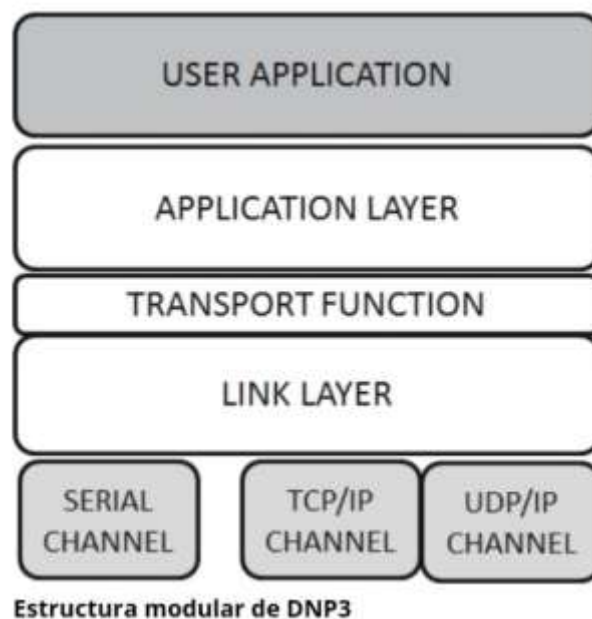 USER APPLICATION
APPLICATION LAYER
TRANSPORT FUNCTION
LINK LAYER
SERIAL
CHANNEL
TCP/IP
CHANNEL
UDP/IP
CHANNEL
Estructura modular de DNP3